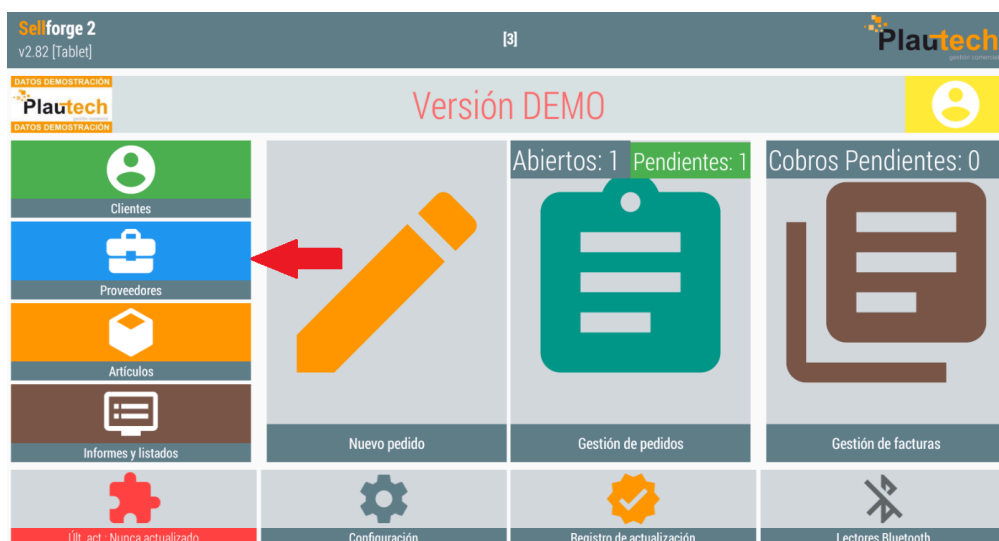 Sellforge 2
v2.82 [Tablet]
[3]
Plautech
gestión comercial
DATOS DEMOSTRACIÓN
Plautech
DATOS DEMOSTRACIÓN
Versión DEMO
Clientes
Proveedores
Artículos
Informes y listados
Nuevo pedido
Abiertos: 1
Pendientes: 1
Gestión de pedidos
Cobros Pendientes: 0
Gestión de facturas
Últ. act.: Nunca actualizado
Configuración
Registro de actualización
Lectores Bluetooth